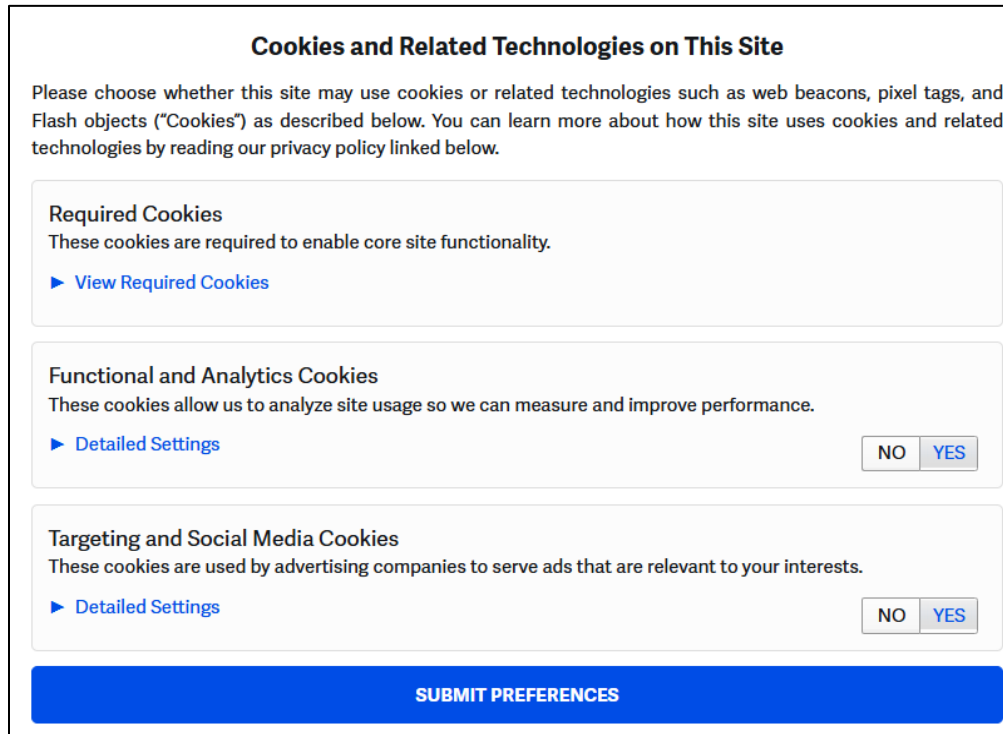 Cookies and Related Technologies on This Site
Please choose whether this site may use cookies or related technologies such as web beacons, pixel tags, and
Flash objects (“Cookies”) as described below. You can learn more about how this site uses cookies and related
technologies by reading our privacy policy linked below.
Required Cookies
These cookies are required to enable core site functionality.
► View Required Cookies
Functional and Analytics Cookies
These cookies allow us to analyze site usage so we can measure and improve performance.
► Detailed Settings
NO YES
Targeting and Social Media Cookies
These cookies are used by advertising companies to serve ads that are relevant to your interests.
► Detailed Settings
NO YES
SUBMIT PREFERENCES